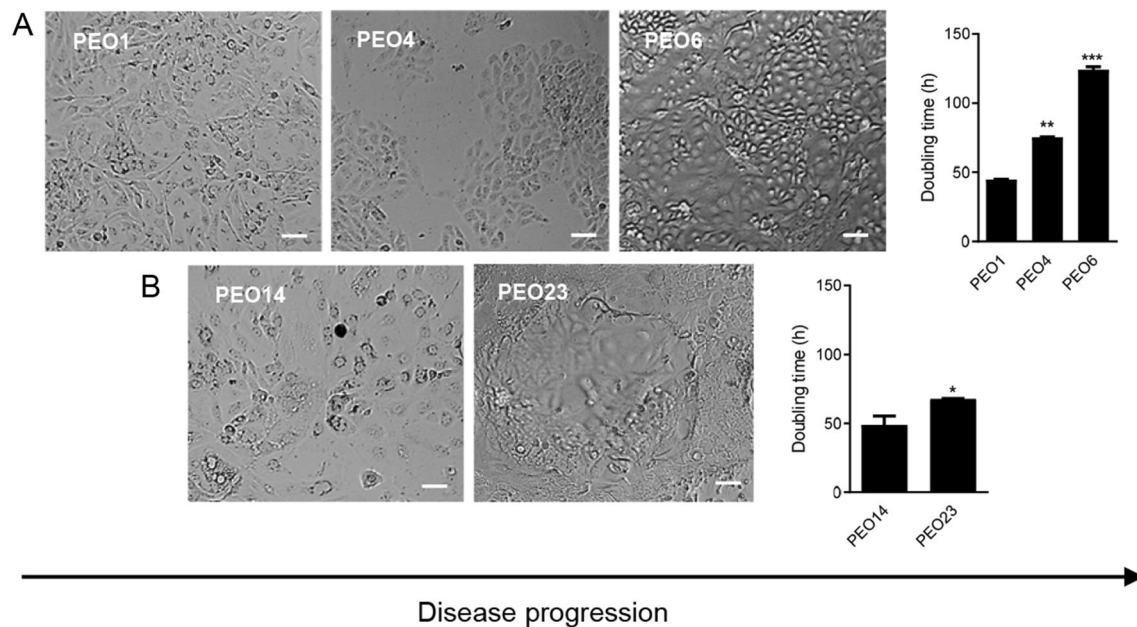 A
PEO1
PEO4
PEO6
Doubling time (h)
150
100
50
0
**
***
PEO1
PEO4
PEO6
B
PEO14
PEO23
Doubling time (h)
150
100
50
0
*
PEO14
PEO23
Disease progression